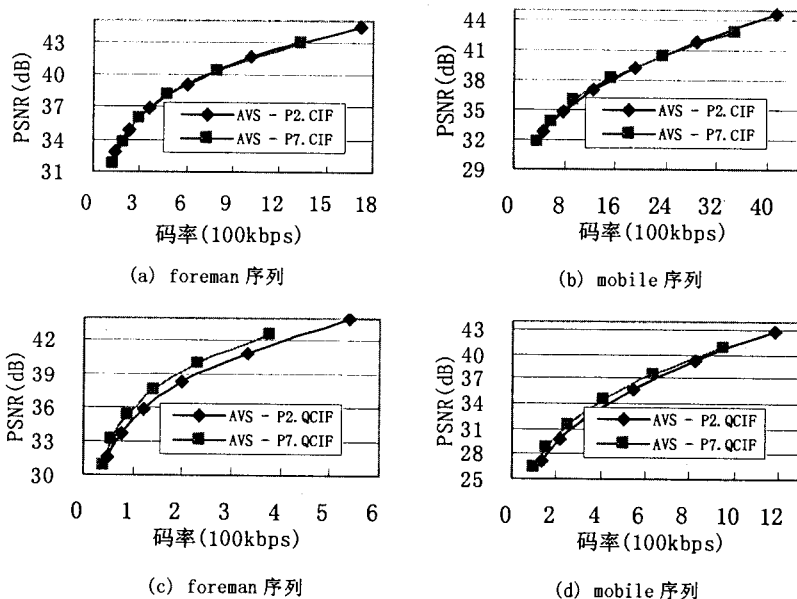 PSNR(dB)
43
40
37
34
31
AVS - P2.CIF
AVS - P7.CIF
0 3 6 9 12 15 18
码率(100kbps)
(a) foreman 序列
PSNR(dB)
44
41
38
35
32
29
AVS - P2.CIF
AVS - P7.CIF
0 8 16 24 32 40
码率(100kbps)
(b) mobile 序列
PSNR(dB)
42
39
36
33
30
AVS - P2.QCIF
AVS - P7.QCIF
0 1 2 3 4 5 6
码率(100kbps)
(c) foreman 序列
PSNR(dB)
43
40
37
34
31
28
25
AVS - P2.QCIF
AVS - P7.QCIF
0 2 4 6 8 10 12
码率(100kbps)
(d) mobile 序列